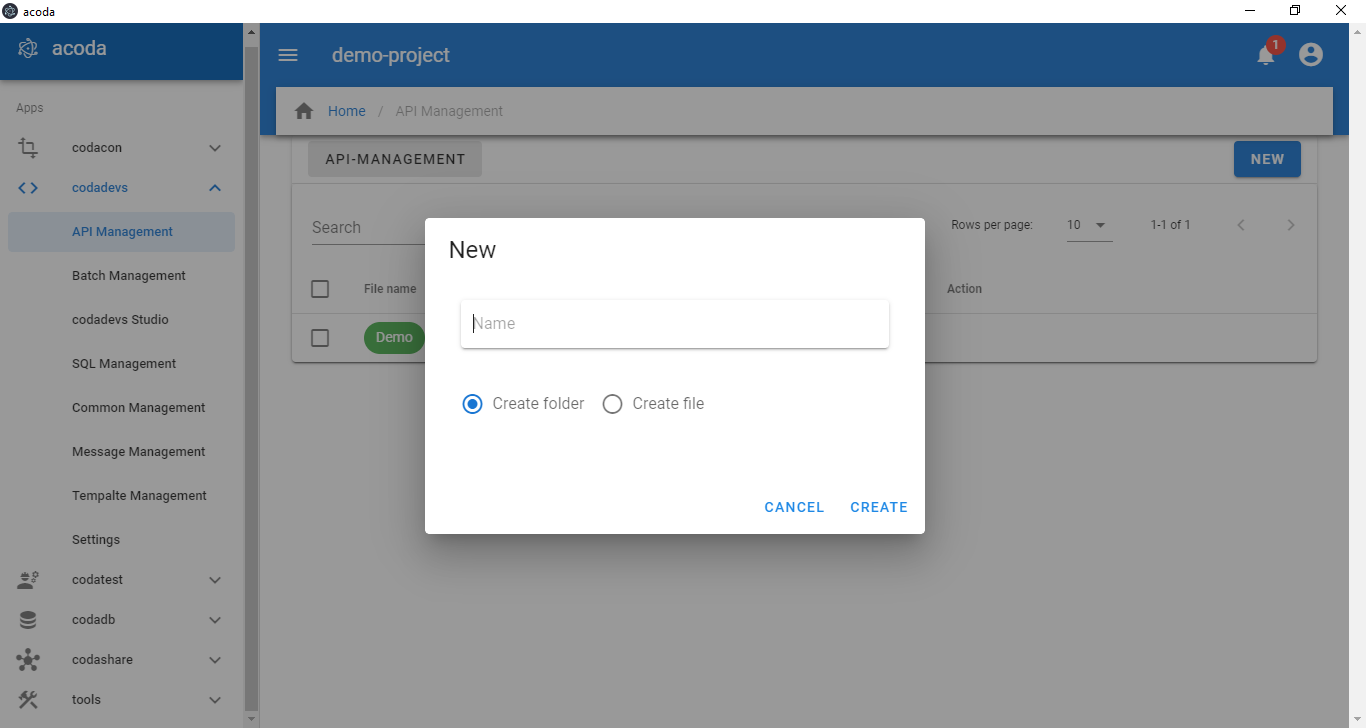 acoda
acoda
demo-project
1
Apps
Home / API Management
codacon
API-MANAGEMENT
NEW
codadevs
API Management
Search
Rows per page:
10
1-1 of 1
New
Batch Management
File name
Action
codadevs Studio
Name
Demo
SQL Management
Common Management
Create folder
Create file
Message Management
Tempalte Management
CANCEL
CREATE
Settings
codatest
codadb
codashare
tools